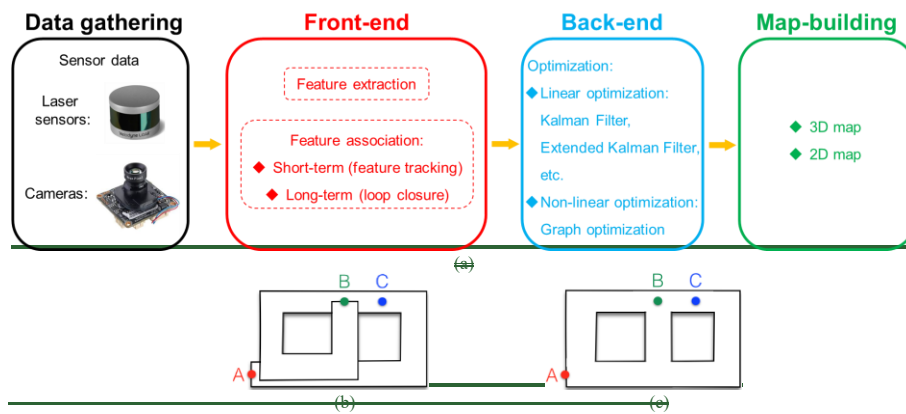 Data gathering
Front-end
Back-end
Map-building
Sensor data
Laser
sensors:
Cameras:
Feature extraction
Feature association:
◆ Short-term (feature tracking)
◆ Long-term (loop closure)
Optimization:
◆ Linear optimization:
Kalman Filter,
Extended Kalman Filter,
etc.
◆ Non-linear optimization:
Graph optimization
◆ 3D map
◆ 2D map
(a)
B
C
A
B
C
A
(b)
(c)